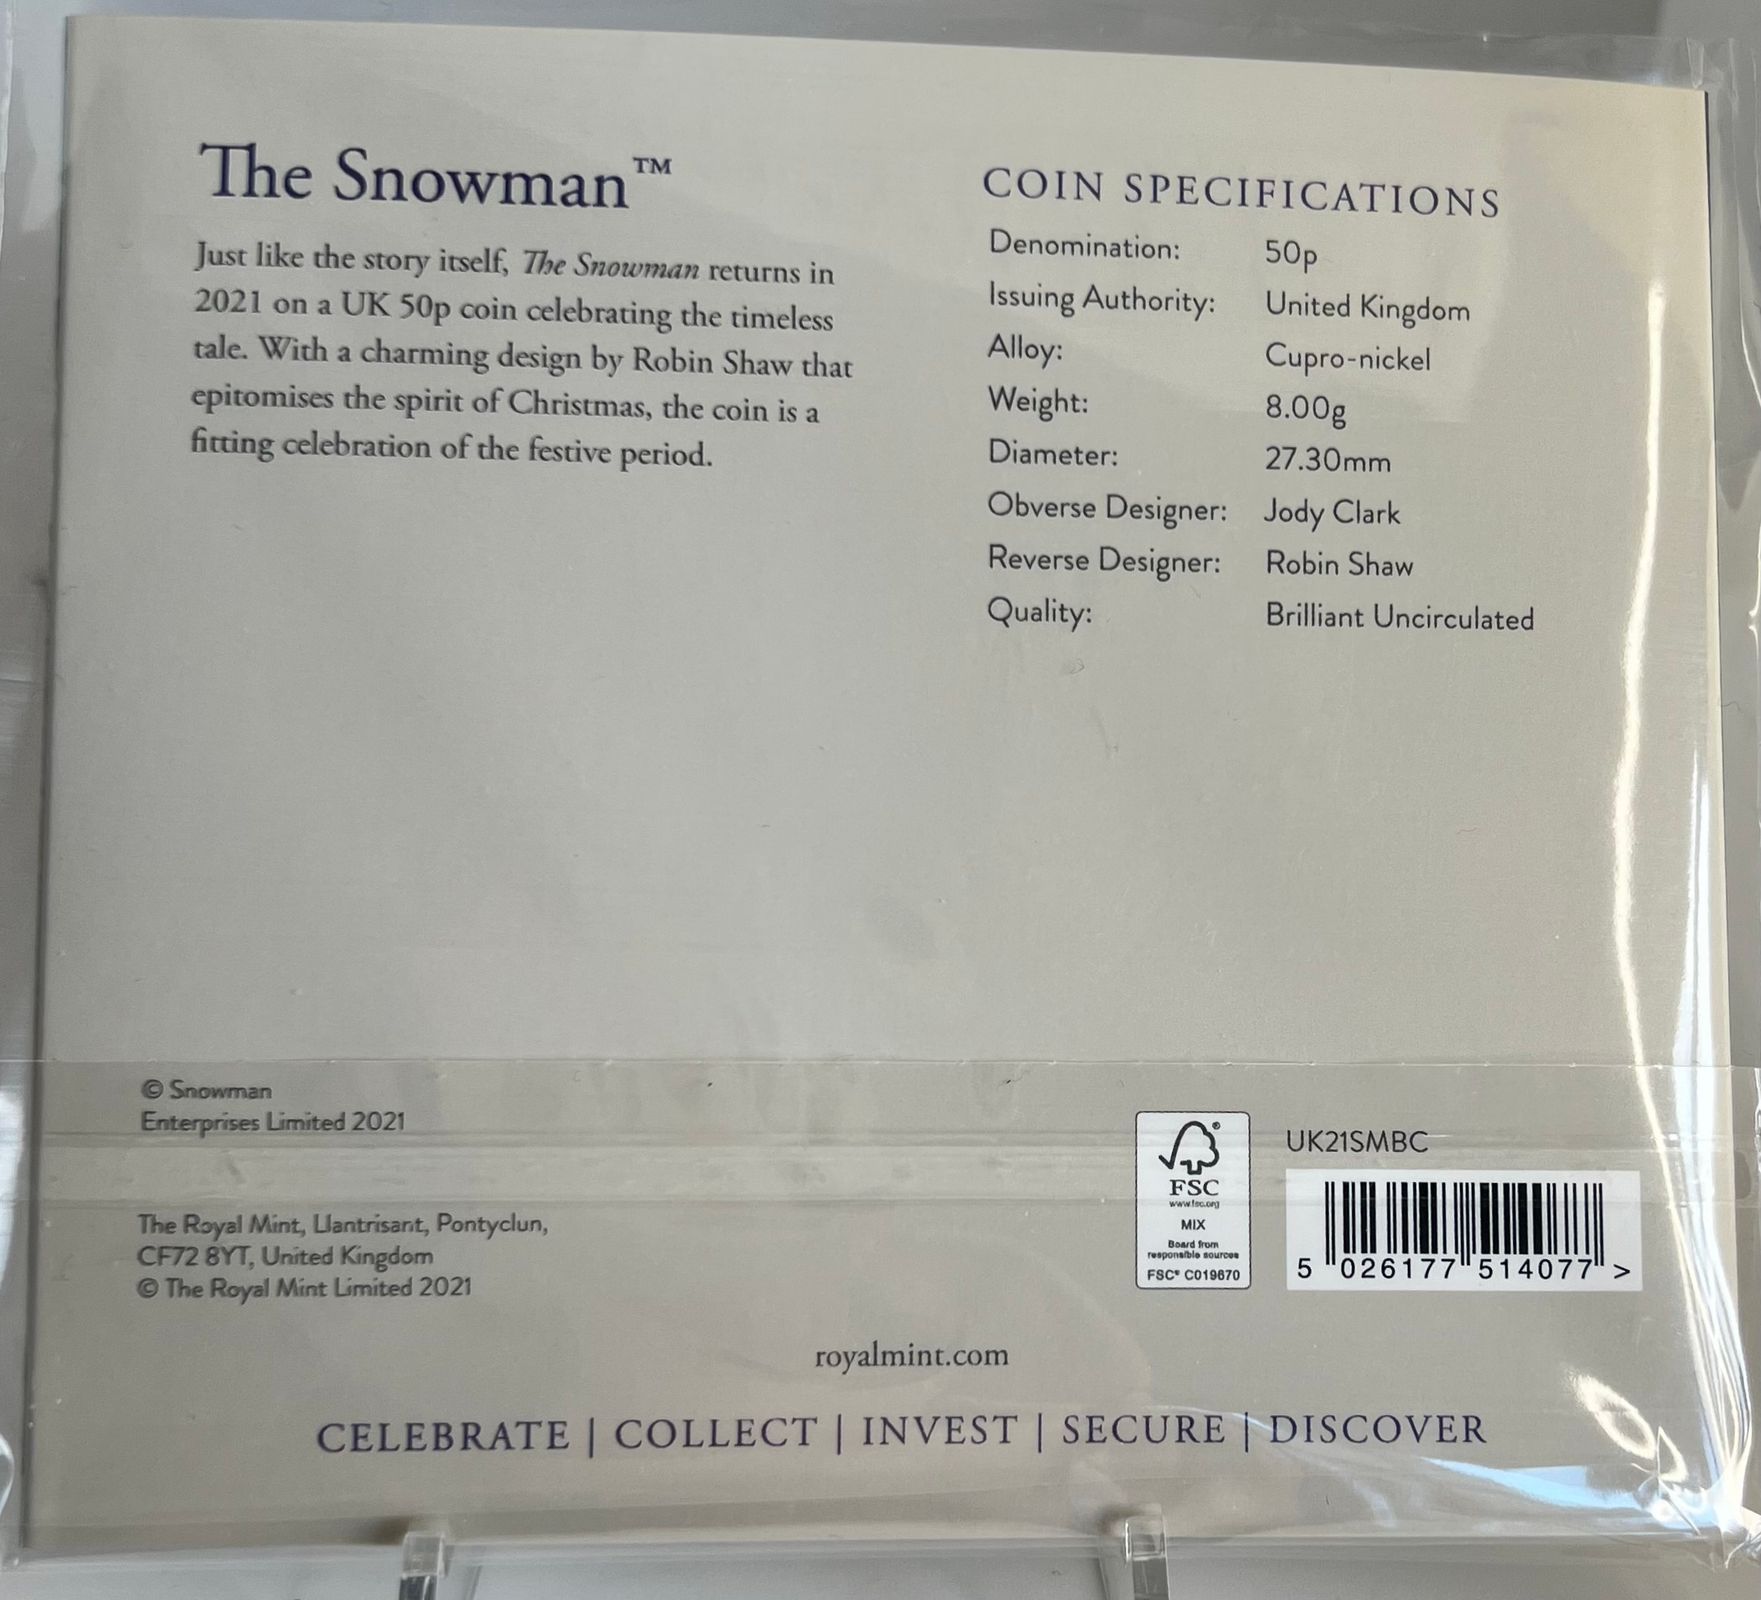 The Snowman™
Just like the story itself, The Snowman returns in
2021 on a UK 50p coin celebrating the timeless
tale. With a charming design by Robin Shaw that
epitomises the spirit of Christmas, the coin is a
fitting celebration of the festive period.
COIN SPECIFICATIONS
Denomination: 50p
Issuing Authority: United Kingdom
Alloy: Cupro-nickel
Weight: 8.00g
Diameter: 27.30mm
Obverse Designer: Jody Clark
Reverse Designer: Robin Shaw
Quality: Brilliant Uncirculated
© Snowman
Enterprises Limited 2021
The Royal Mint, Llantrisant, Pontyclun,
CF72 8YT, United Kingdom
© The Royal Mint Limited 2021
FSC
www.fsc.org
MIX
Board from
responsible sources
FSC® C019670
UK21SMBC
5 026177 514077 >
royalmint.com
CELEBRATE | COLLECT | INVEST | SECURE | DISCOVER